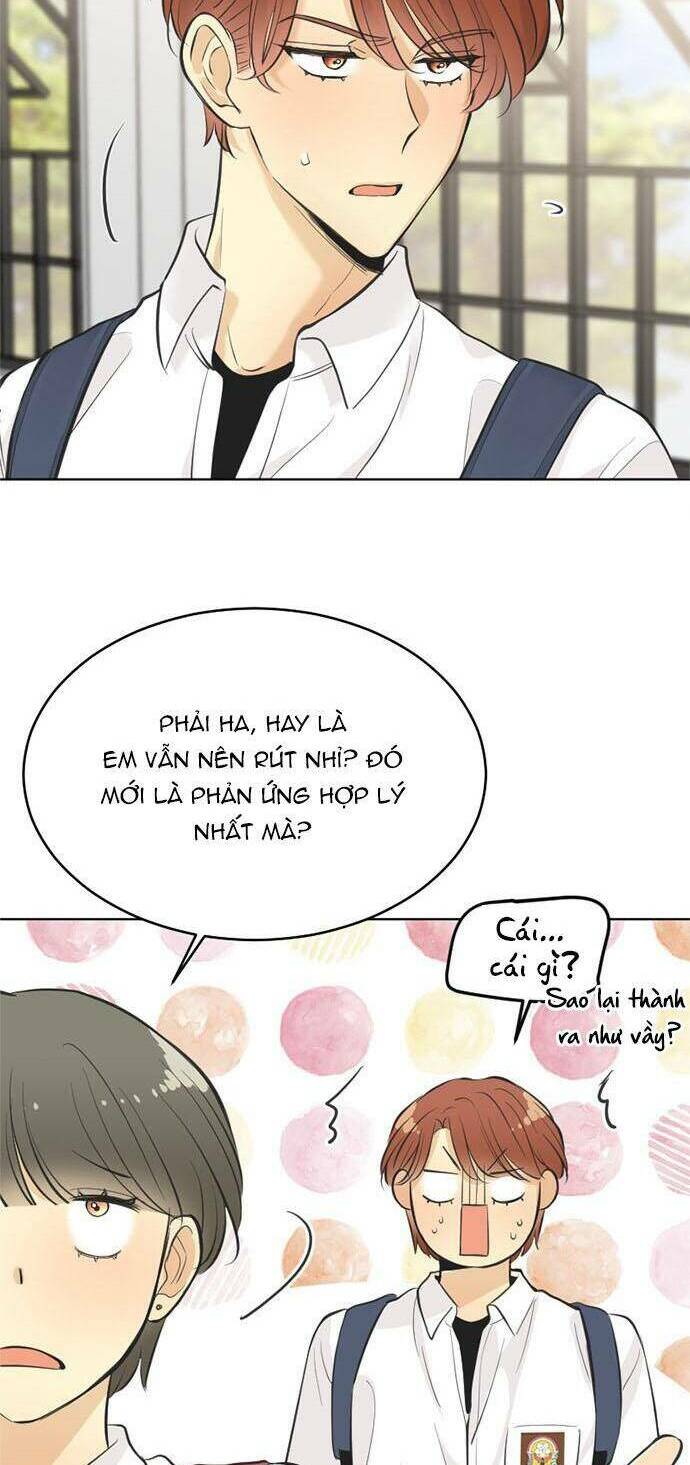 PHẢI HA, HAY LÀ
EM VẪN NÊN RÚT NHỈ? ĐÓ
MỚI LÀ PHẢN ỨNG HỢP LÝ
NHẤT MÀ?
Cái...
cái gì?
Sao lại thành
ra như vầy?